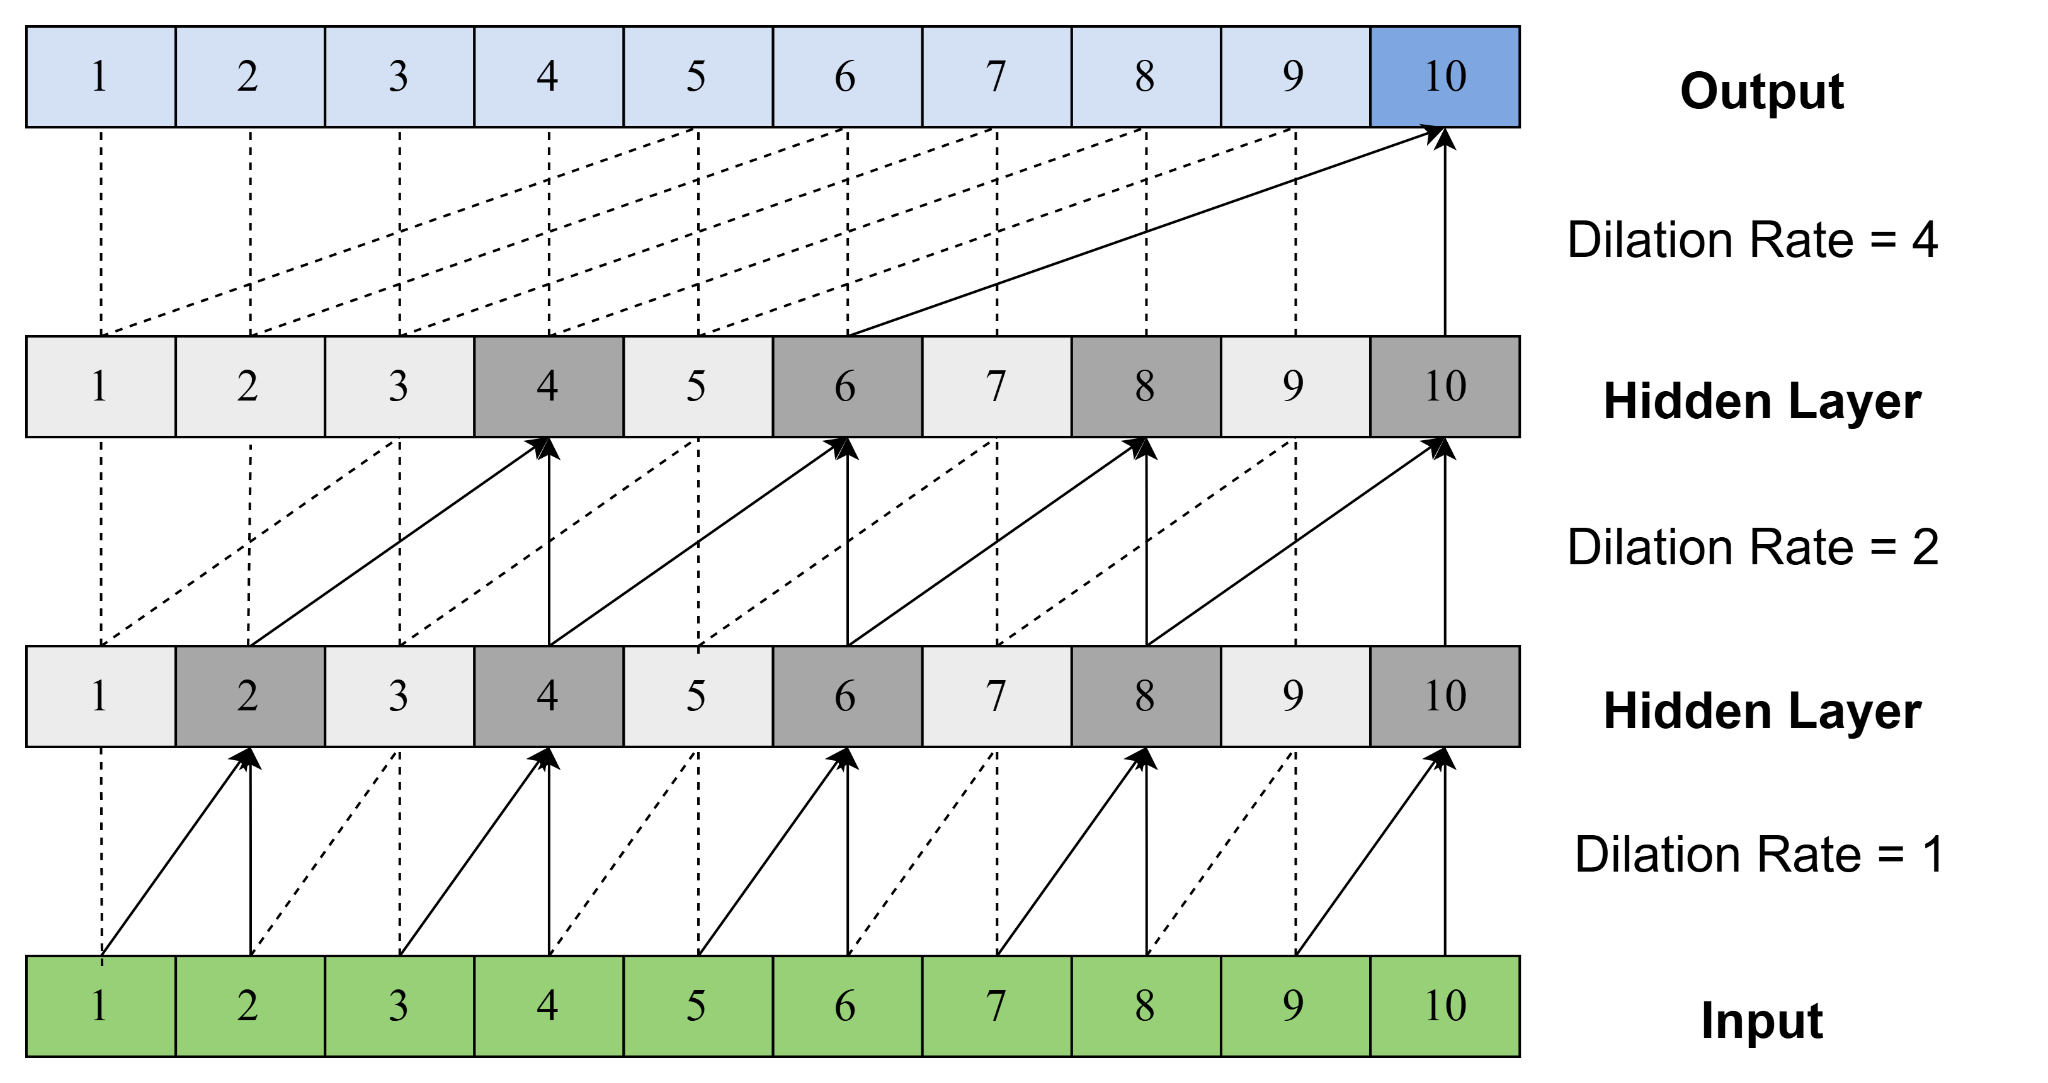 1 2 3 4 5 6 7 8 9 10
Output
Dilation Rate = 4
1 2 3 4 5 6 7 8 9 10
Hidden Layer
Dilation Rate = 2
1 2 3 4 5 6 7 8 9 10
Hidden Layer
Dilation Rate = 1
1 2 3 4 5 6 7 8 9 10
Input